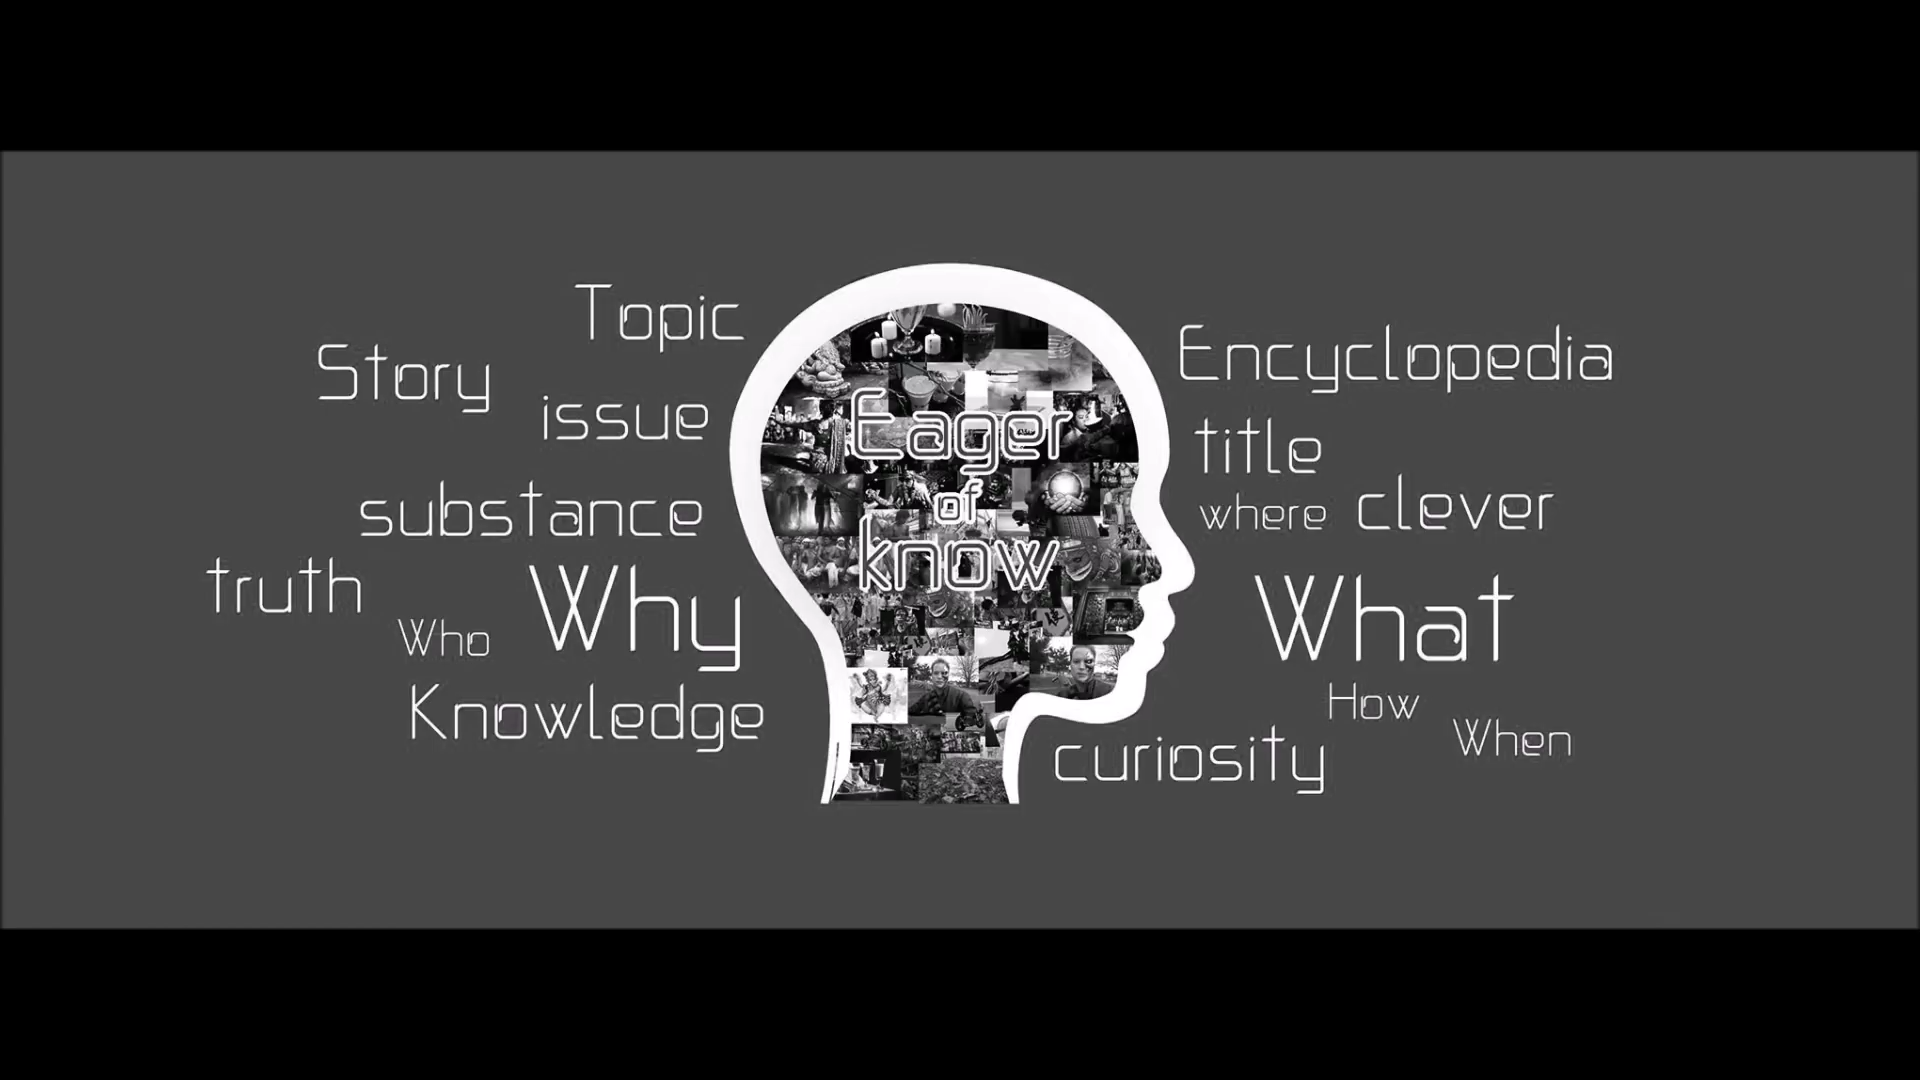 Topic
Story
issue
substance
truth
Why
Who
Knowledge
Eager
of
know
Encyclopedia
title
where clever
What
How
When
curiosity